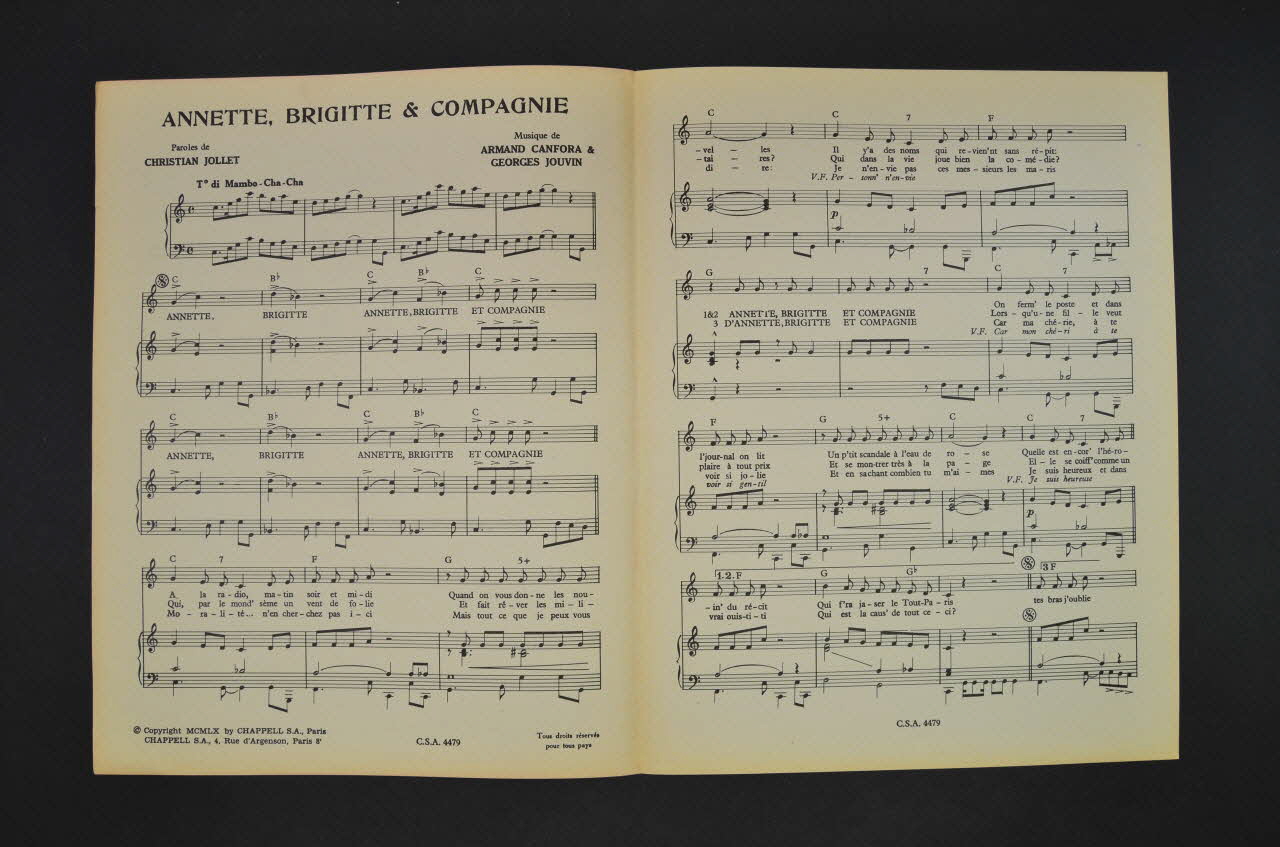 ANNETTE, BRIGITTE & COMPAGNIE
Paroles de
CHRISTIAN JOLLET
Musique de
ARMAND CANFORA &
GEORGES JOUVIN
T° di Mambo-Cha-Cha
C B♭ C B♭ C
ANNETTE, BRIGITTE ANNETTE, BRIGITTE ET COMPAGNIE
C B♭ C B♭ C
ANNETTE, BRIGITTE ANNETTE, BRIGITTE ET COMPAGNIE
C 7 F G 5+
A la ra-dio, ma-tin soir et mi-di Quand on vous don-ne les nou-
Qui, par le mond' sème un vent de fo-lie Et fait rê-ver les mi-li-
Mo-ra-li-té... n'en cher-chez pas i-ci Mais tout ce que je peux vous
© Copyright MCMLX by CHAPPELL S.A., Paris
CHAPPELL S.A., 4, Rue d'Argenson, Paris 8e
C.S.A. 4479
Tous droits réservés
pour tous pays
C C 7 F
-vel-les Il y'a des noms qui re-vien'nt sans répit:
-tai-res? Qui dans la vie joue bien la co-mé-die?
di-re: Je n'en-vie pas ces mes-sieurs les ma-ris
V.F. Per-sonn' n'en-vie
p
G 7 C 7
On ferm' le poste et dans
1&2 ANNETTE, BRIGITTE ET COMPAGNIE Lors-qu'u-ne fil-le veut
3 D'ANNETTE, BRIGITTE ET COMPAGNIE Car ma ché-rie, à te
V.F. Car mon ché-ri à te
F G 5+ C C 7
l'jour-nal on lit Un p'tit scandale à l'eau de ro-se Quelle est en-cor' l'hé-ro-
plaire à tout prix Et se mon-trer très à la pa-ge El-le se coiff' comme un
voir si jo-lie Et en sachant combien tu m'ai-mes Je suis heureux et dans
voir si gen-til V.F. Je suis heureuse
p
1.2. F G G♭ 3 F
-in' du récit Qui f'ra ja-ser le Tout-Pa-ris tes bras j'oublie
vrai ouis-ti-ti Qui est la caus' de tout ce-ci?
C.S.A. 4479